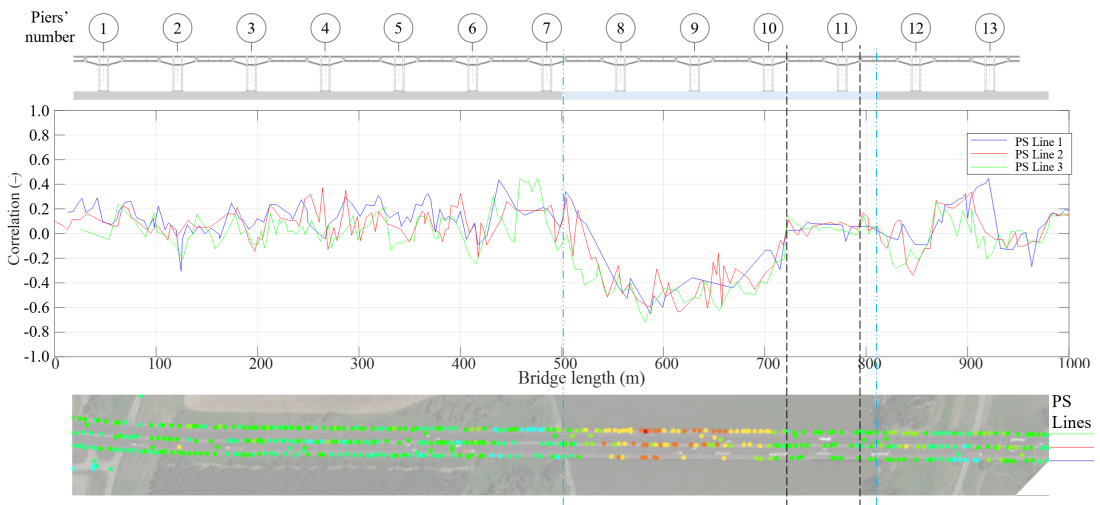 Piers'
number
1 2 3 4 5 6 7 8 9 10 11 12 13
1.0
0.8
0.6
0.4
0.2
0.0
-0.2
-0.4
-0.6
-0.8
-1.0
Correlation (–)
PS Line 1
PS Line 2
PS Line 3
0 100 200 300 400 500 600 700 800 900 1000
Bridge length (m)
PS
Lines